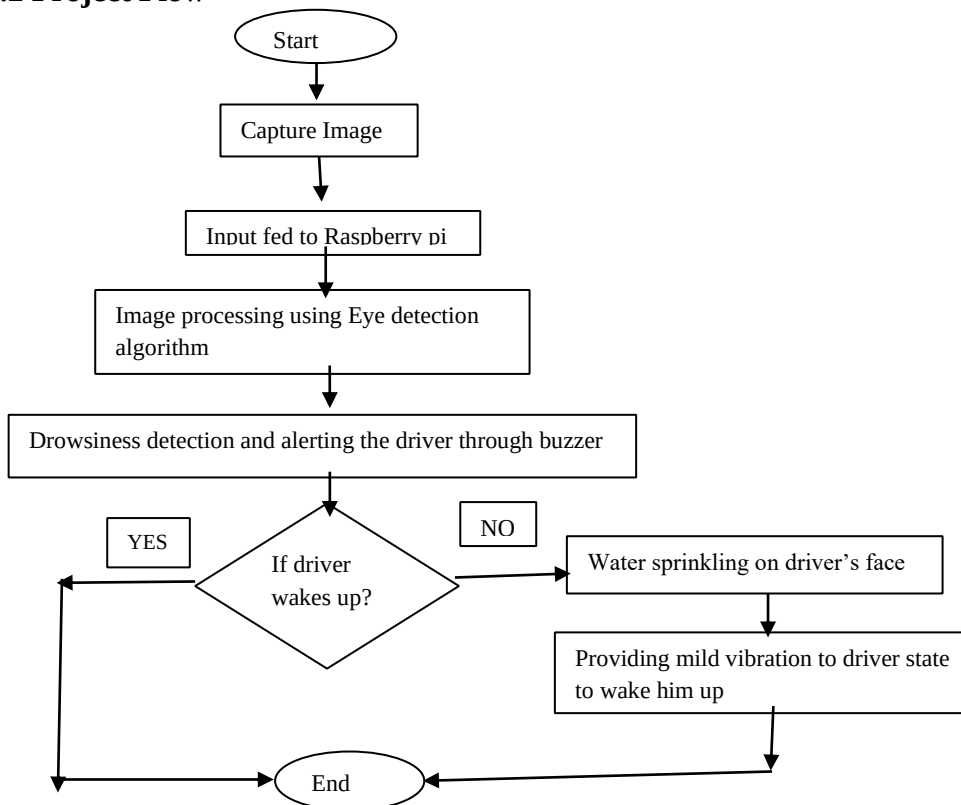 Start
Capture Image
Input fed to Raspberry pi
Image processing using Eye detection
algorithm
Drowsiness detection and alerting the driver through buzzer
YES
NO
If driver
wakes up?
Water sprinkling on driver's face
Providing mild vibration to driver state
to wake him up
End